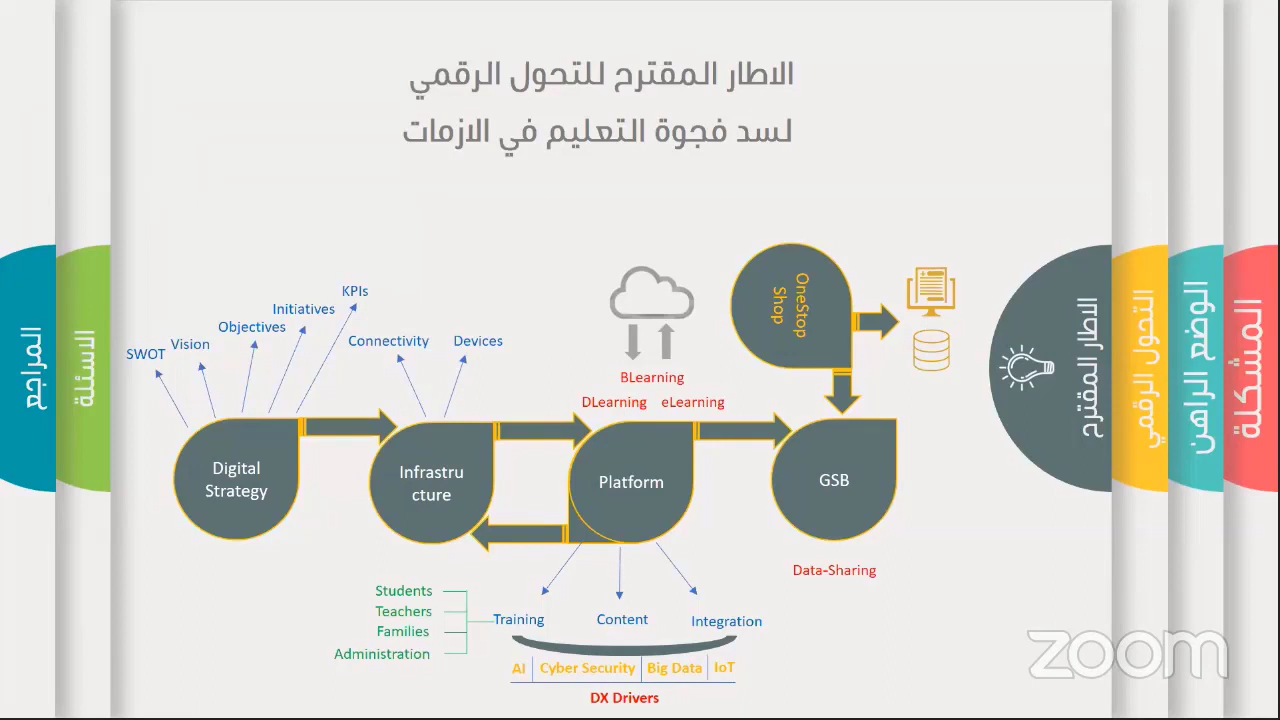 الاطار المقترح للتحول الرقمي
لسد فجوة التعليم في الازمات
المشكلة
الوضع الراهن
التحول الرقمي
الاطار المقترح
الاسئلة
المراجع
SWOT
Vision
Objectives
Initiatives
KPIs
Connectivity
Devices
BLearning
DLearning eLearning
OneStop
Shop
Digital
Strategy
Infrastru
cture
Platform
GSB
Data-Sharing
Students
Teachers
Families
Administration
Training
Content
Integration
AI
Cyber Security
Big Data
IoT
DX Drivers
zoom